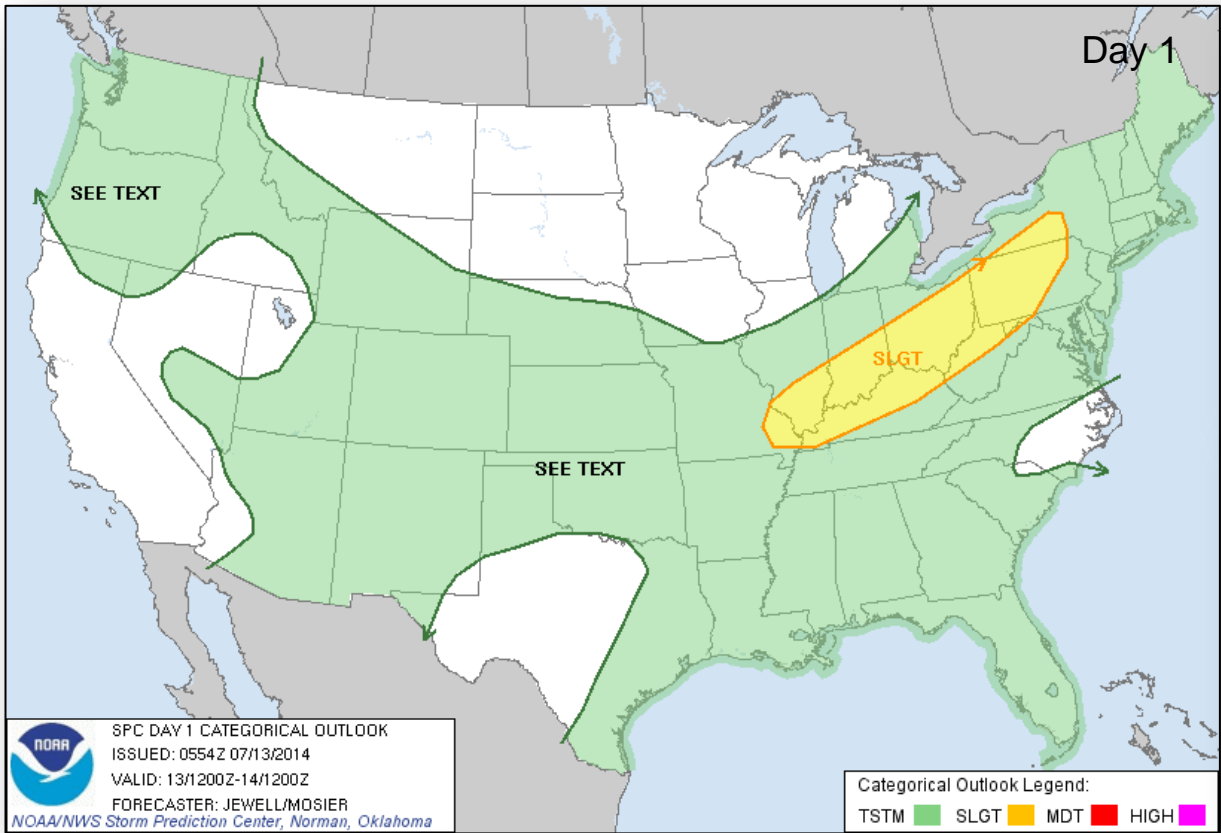 Day 1
SEE TEXT
SLGT
SEE TEXT
SPC DAY 1 CATEGORICAL OUTLOOK
ISSUED: 0554Z 07/13/2014
VALID: 13/1200Z-14/1200Z
FORECASTER: JEWELL/MOSIER
NOAA
NOAA/NWS Storm Prediction Center, Norman, Oklahoma
Categorical Outlook Legend:
TSTM SLGT MDT HIGH